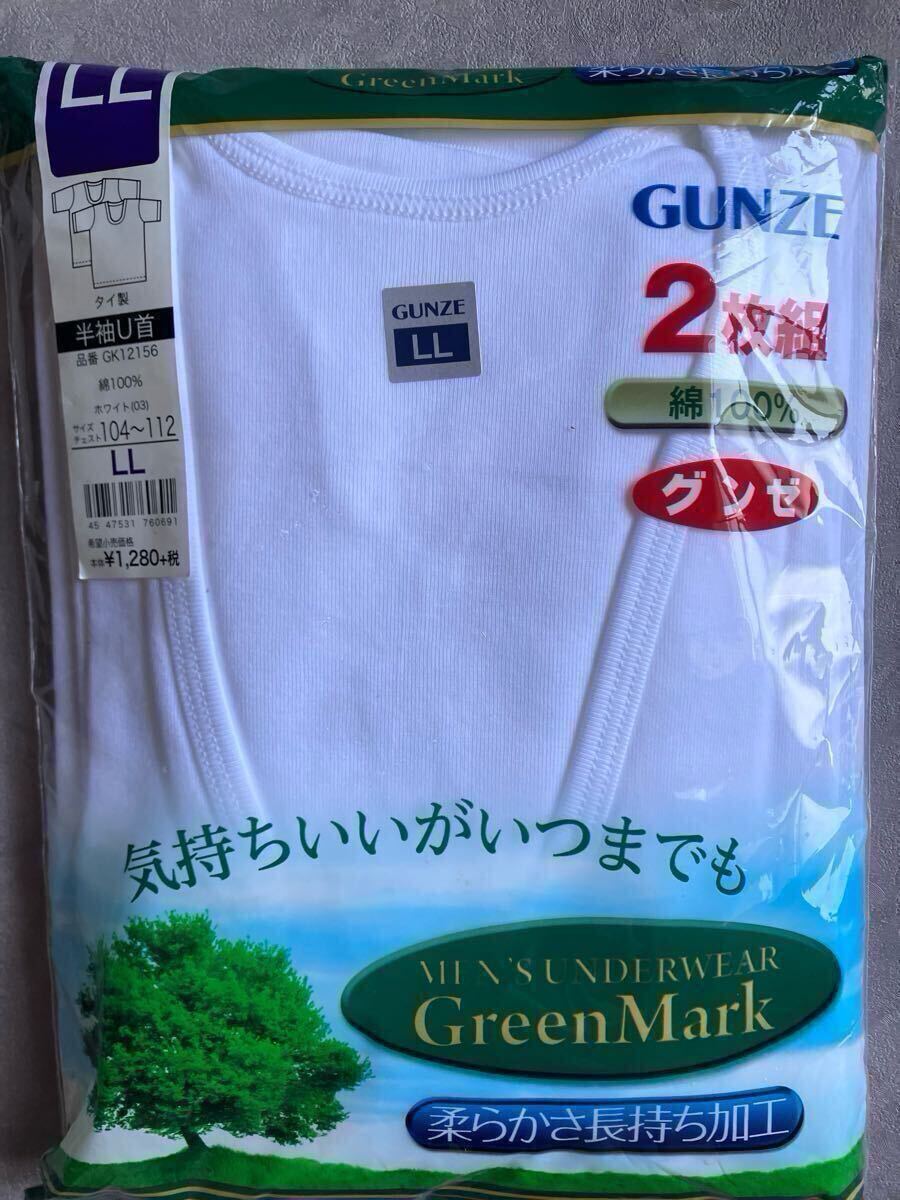 GreenMark
柔らかさ長持ち加工
LL
タイ製
半袖U首
品番 GK12156
綿100%
ホワイト(03)
サイズ
チェスト 104〜112
LL
45 47531 760691
希望小売価格
本体¥1,280+税
GUNZE
LL
GUNZE
2枚組
綿100%
グンゼ
気持ちいいがいつまでも
MEN'S UNDERWEAR
GreenMark
柔らかさ長持ち加工